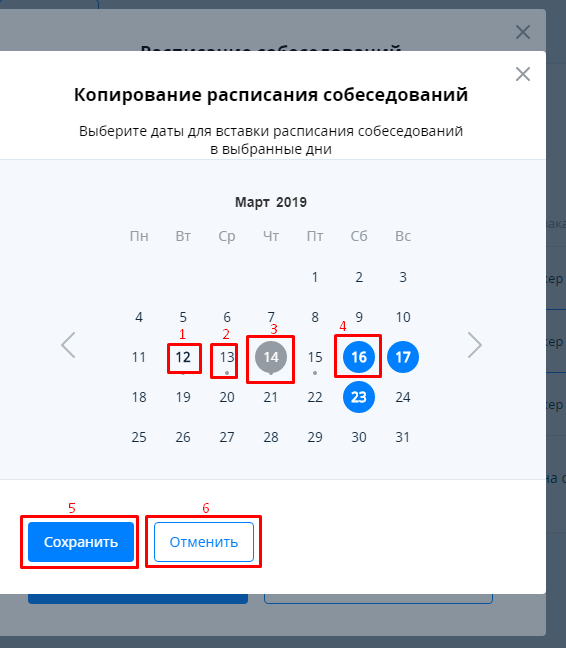 Расписание собеседований
Копирование расписания собеседований
Выберите даты для вставки расписания собеседований
в выбранные дни
Март 2019
Пн Вт Ср Чт Пт Сб Вс
1 2 3
4 5 6 7 8 9 10
1 2 3 4
11 12 13 14 15 16 17
18 19 20 21 22 23 24
25 26 27 28 29 30 31
5 6
Сохранить Отменить